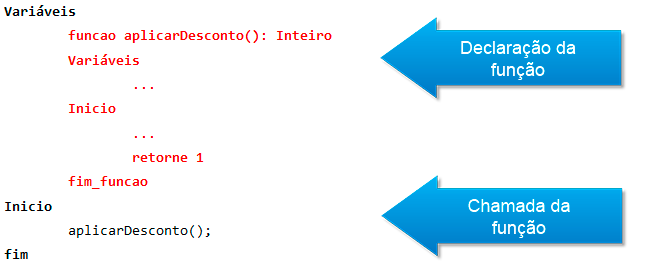 Variáveis
funcao aplicarDesconto(): Inteiro
Variáveis
...
Inicio
...
retorne 1
fim_funcao
Inicio
aplicarDesconto();
fim
Declaração da
função
Chamada da
função